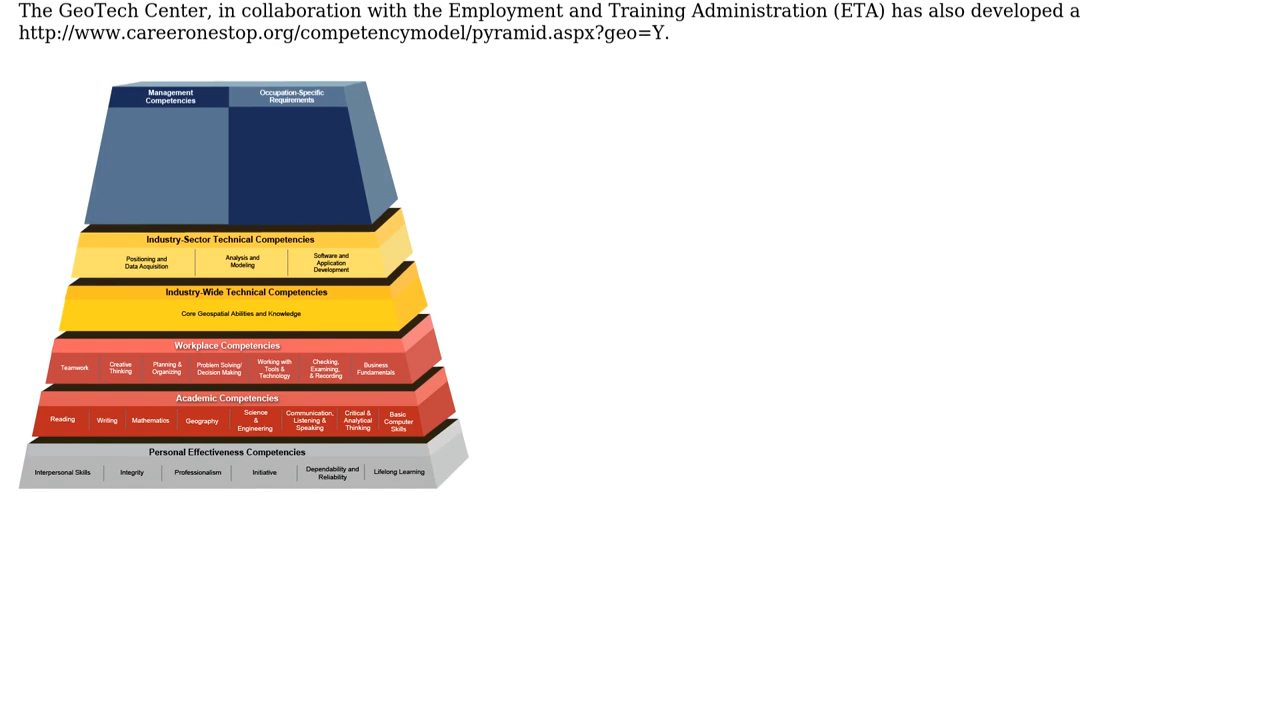 The GeoTech Center, in collaboration with the Employment and Training Administration (ETA) has also developed a
http://www.careeronestop.org/competencymodel/pyramid.aspx?geo=Y.
Management
Competencies
Occupation-Specific
Requirements
Industry-Sector Technical Competencies
Positioning and
Data Acquisition
Analysis and
Modeling
Software and
Application
Development
Industry-Wide Technical Competencies
Core Geospatial Abilities and Knowledge
Workplace Competencies
Teamwork
Creative
Thinking
Planning &
Organizing
Problem Solving/
Decision Making
Working with
Tools &
Technology
Checking,
Examining,
& Recording
Business
Fundamentals
Academic Competencies
Reading
Writing
Mathematics
Geography
Science
&
Engineering
Communication,
Listening &
Speaking
Critical &
Analytical
Thinking
Basic
Computer
Skills
Personal Effectiveness Competencies
Interpersonal Skills
Integrity
Professionalism
Initiative
Dependability and
Reliability
Lifelong Learning